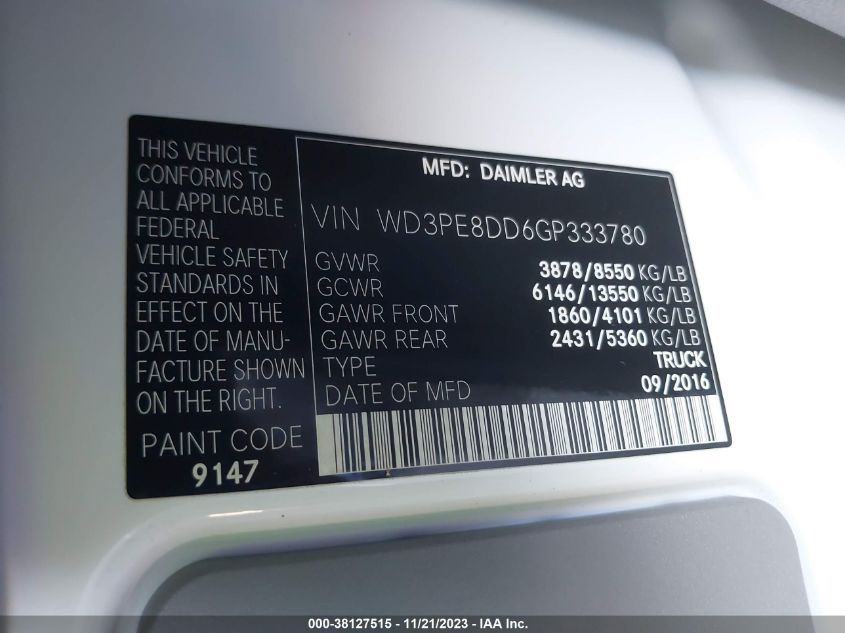 THIS VEHICLE
CONFORMS TO
ALL APPLICABLE
FEDERAL
VEHICLE SAFETY
STANDARDS IN
EFFECT ON THE
DATE OF MANU-
FACTURE SHOWN
ON THE RIGHT.
PAINT CODE
9147
MFD: DAIMLER AG
VIN WD3PE8DD6GP333780
GVWR 3878/8550 KG/LB
GCWR 6146/13550 KG/LB
GAWR FRONT 1860/4101 KG/LB
GAWR REAR 2431/5360 KG/LB
TYPE TRUCK
DATE OF MFD 09/2016
000-38127515 - 11/21/2023 - IAA Inc.